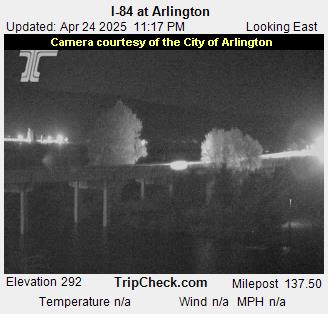 I-84 at Arlington
Updated: Apr 24 2025 11:17 PM Looking East
Camera courtesy of the City of Arlington
Elevation 292 TripCheck.com Milepost 137.50
Temperature n/a Wind n/a MPH n/a